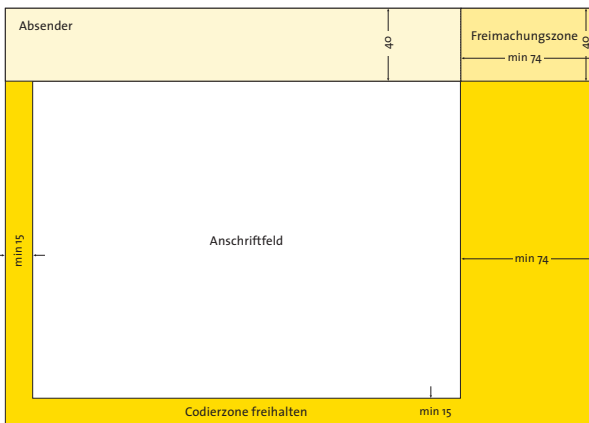 Absender
40
Freimachungszone
40
min 74
min 15
Anschriftfeld
min 74
Codierzone freihalten
min 15